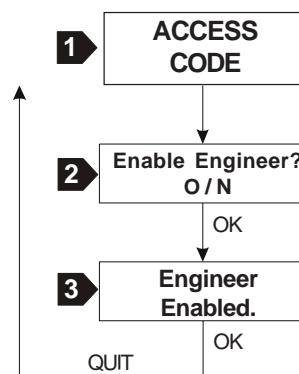 1
ACCESS
CODE
2
Enable Engineer?
O / N
OK
3
Engineer
Enabled.
OK
QUIT